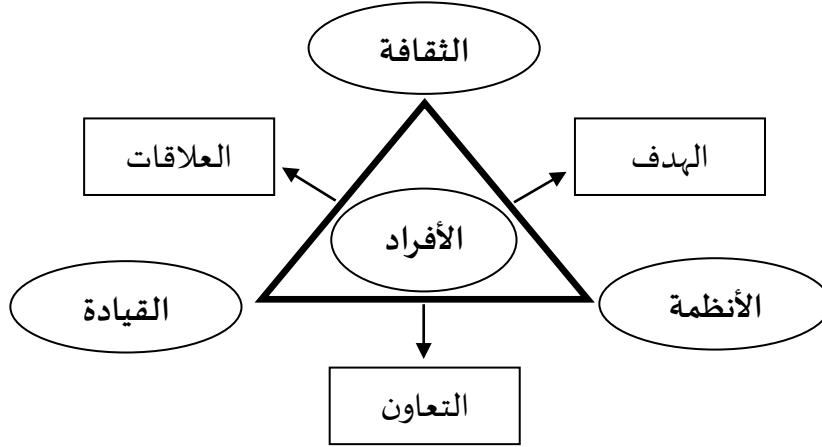 الثقافة
الهدف
العلاقات
الأفراد
الأنظمة
القيادة
التعاون